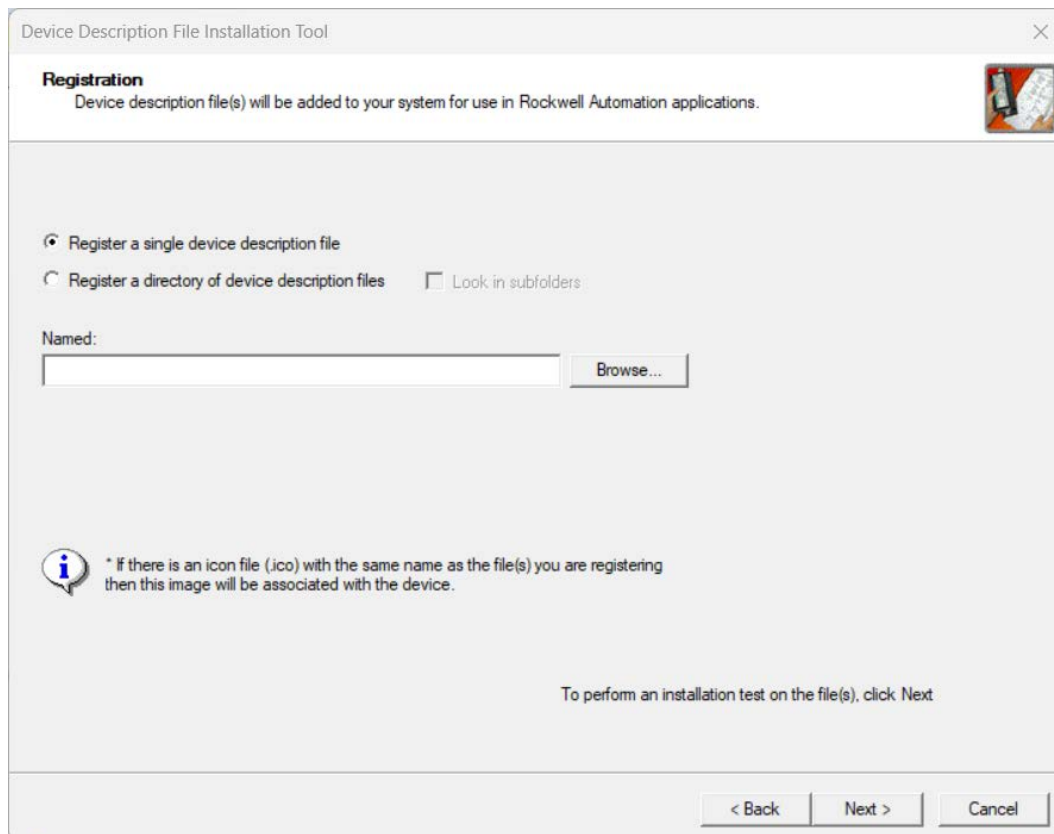 Device Description File Installation Tool
Registration
Device description file(s) will be added to your system for use in Rockwell Automation applications.
Register a single device description file
Register a directory of device description files Look in subfolders
Named:
Browse...
* If there is an icon file (.ico) with the same name as the file(s) you are registering
then this image will be associated with the device.
To perform an installation test on the file(s), click Next
< Back Next > Cancel